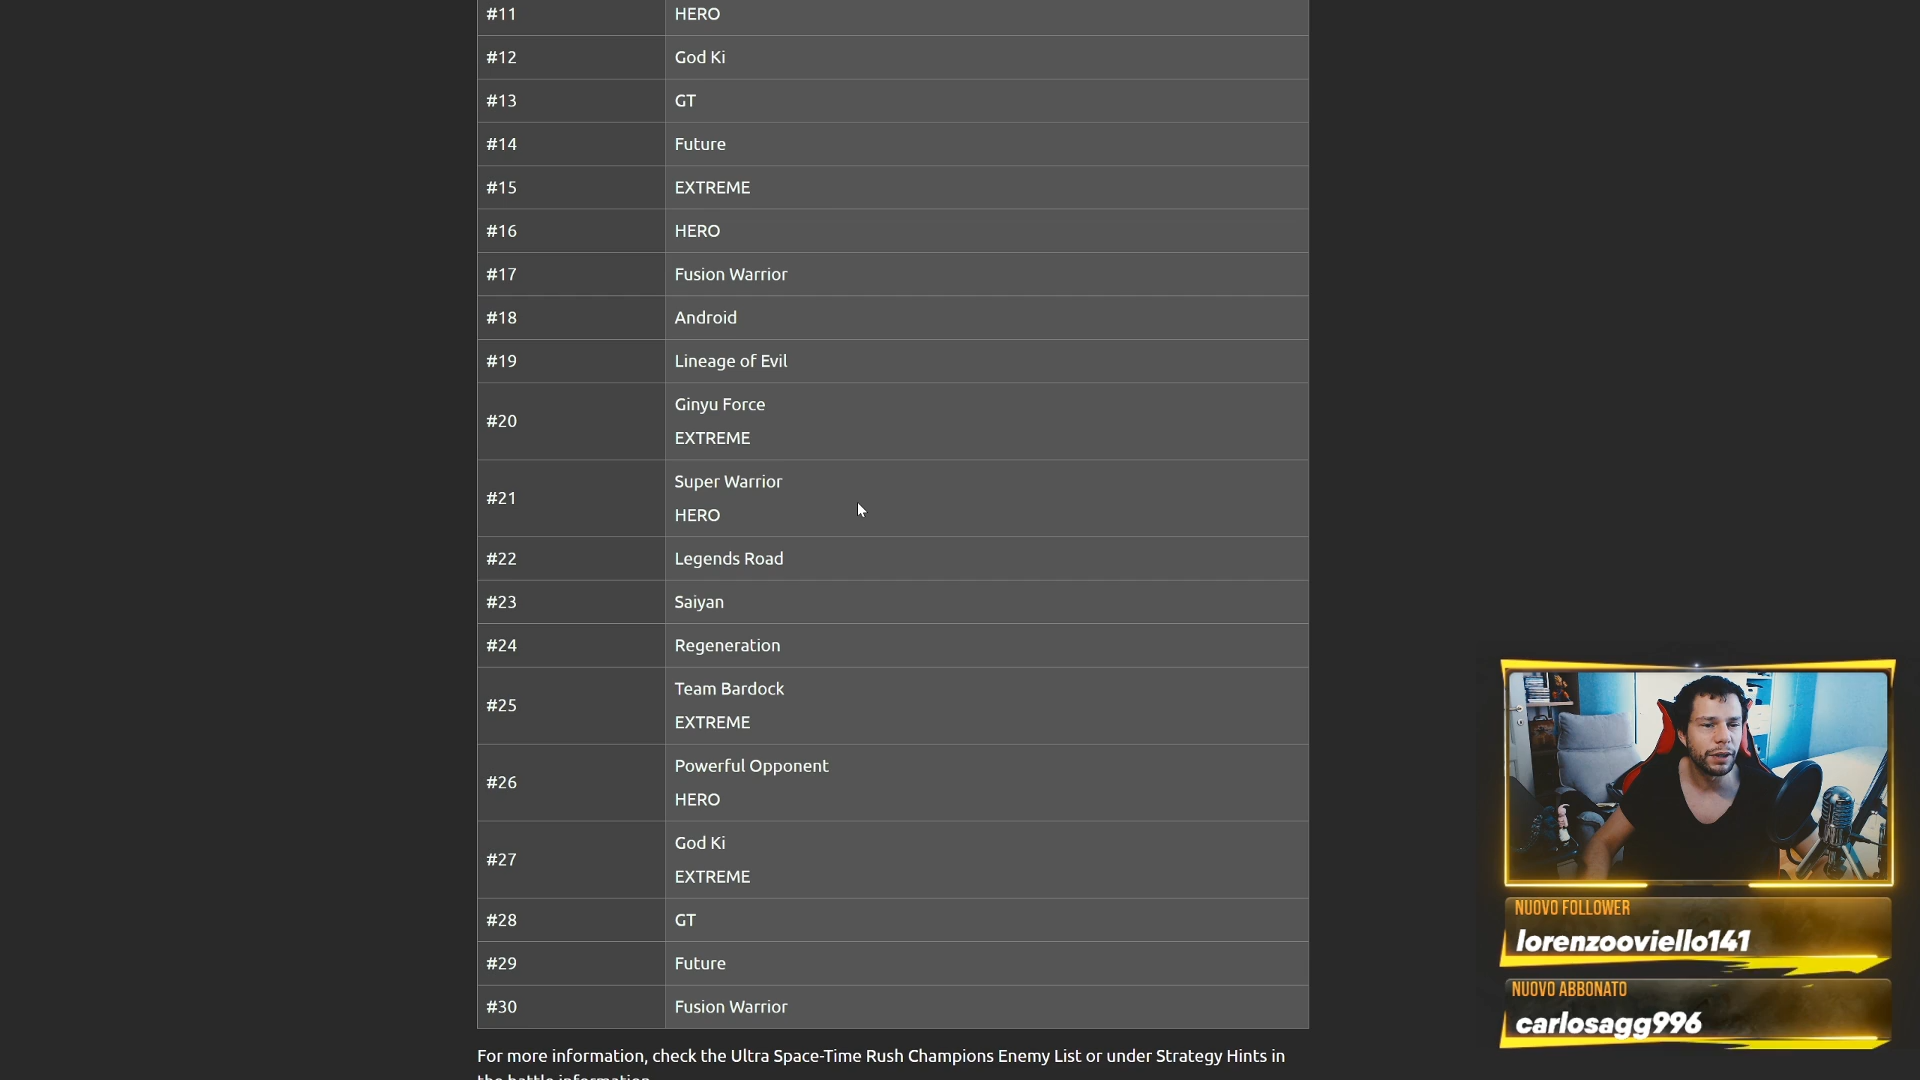 #11 HERO
#12 God Ki
#13 GT
#14 Future
#15 EXTREME
#16 HERO
#17 Fusion Warrior
#18 Android
#19 Lineage of Evil
#20 Ginyu Force
EXTREME
#21 Super Warrior
HERO
#22 Legends Road
#23 Saiyan
#24 Regeneration
#25 Team Bardock
EXTREME
#26 Powerful Opponent
HERO
#27 God Ki
EXTREME
#28 GT
#29 Future
#30 Fusion Warrior
For more information, check the Ultra Space-Time Rush Champions Enemy List or under Strategy Hints in
the battle information.
NUOVO FOLLOWER
lorenzooviello141
NUOVO ABBONATO
carlosagg996